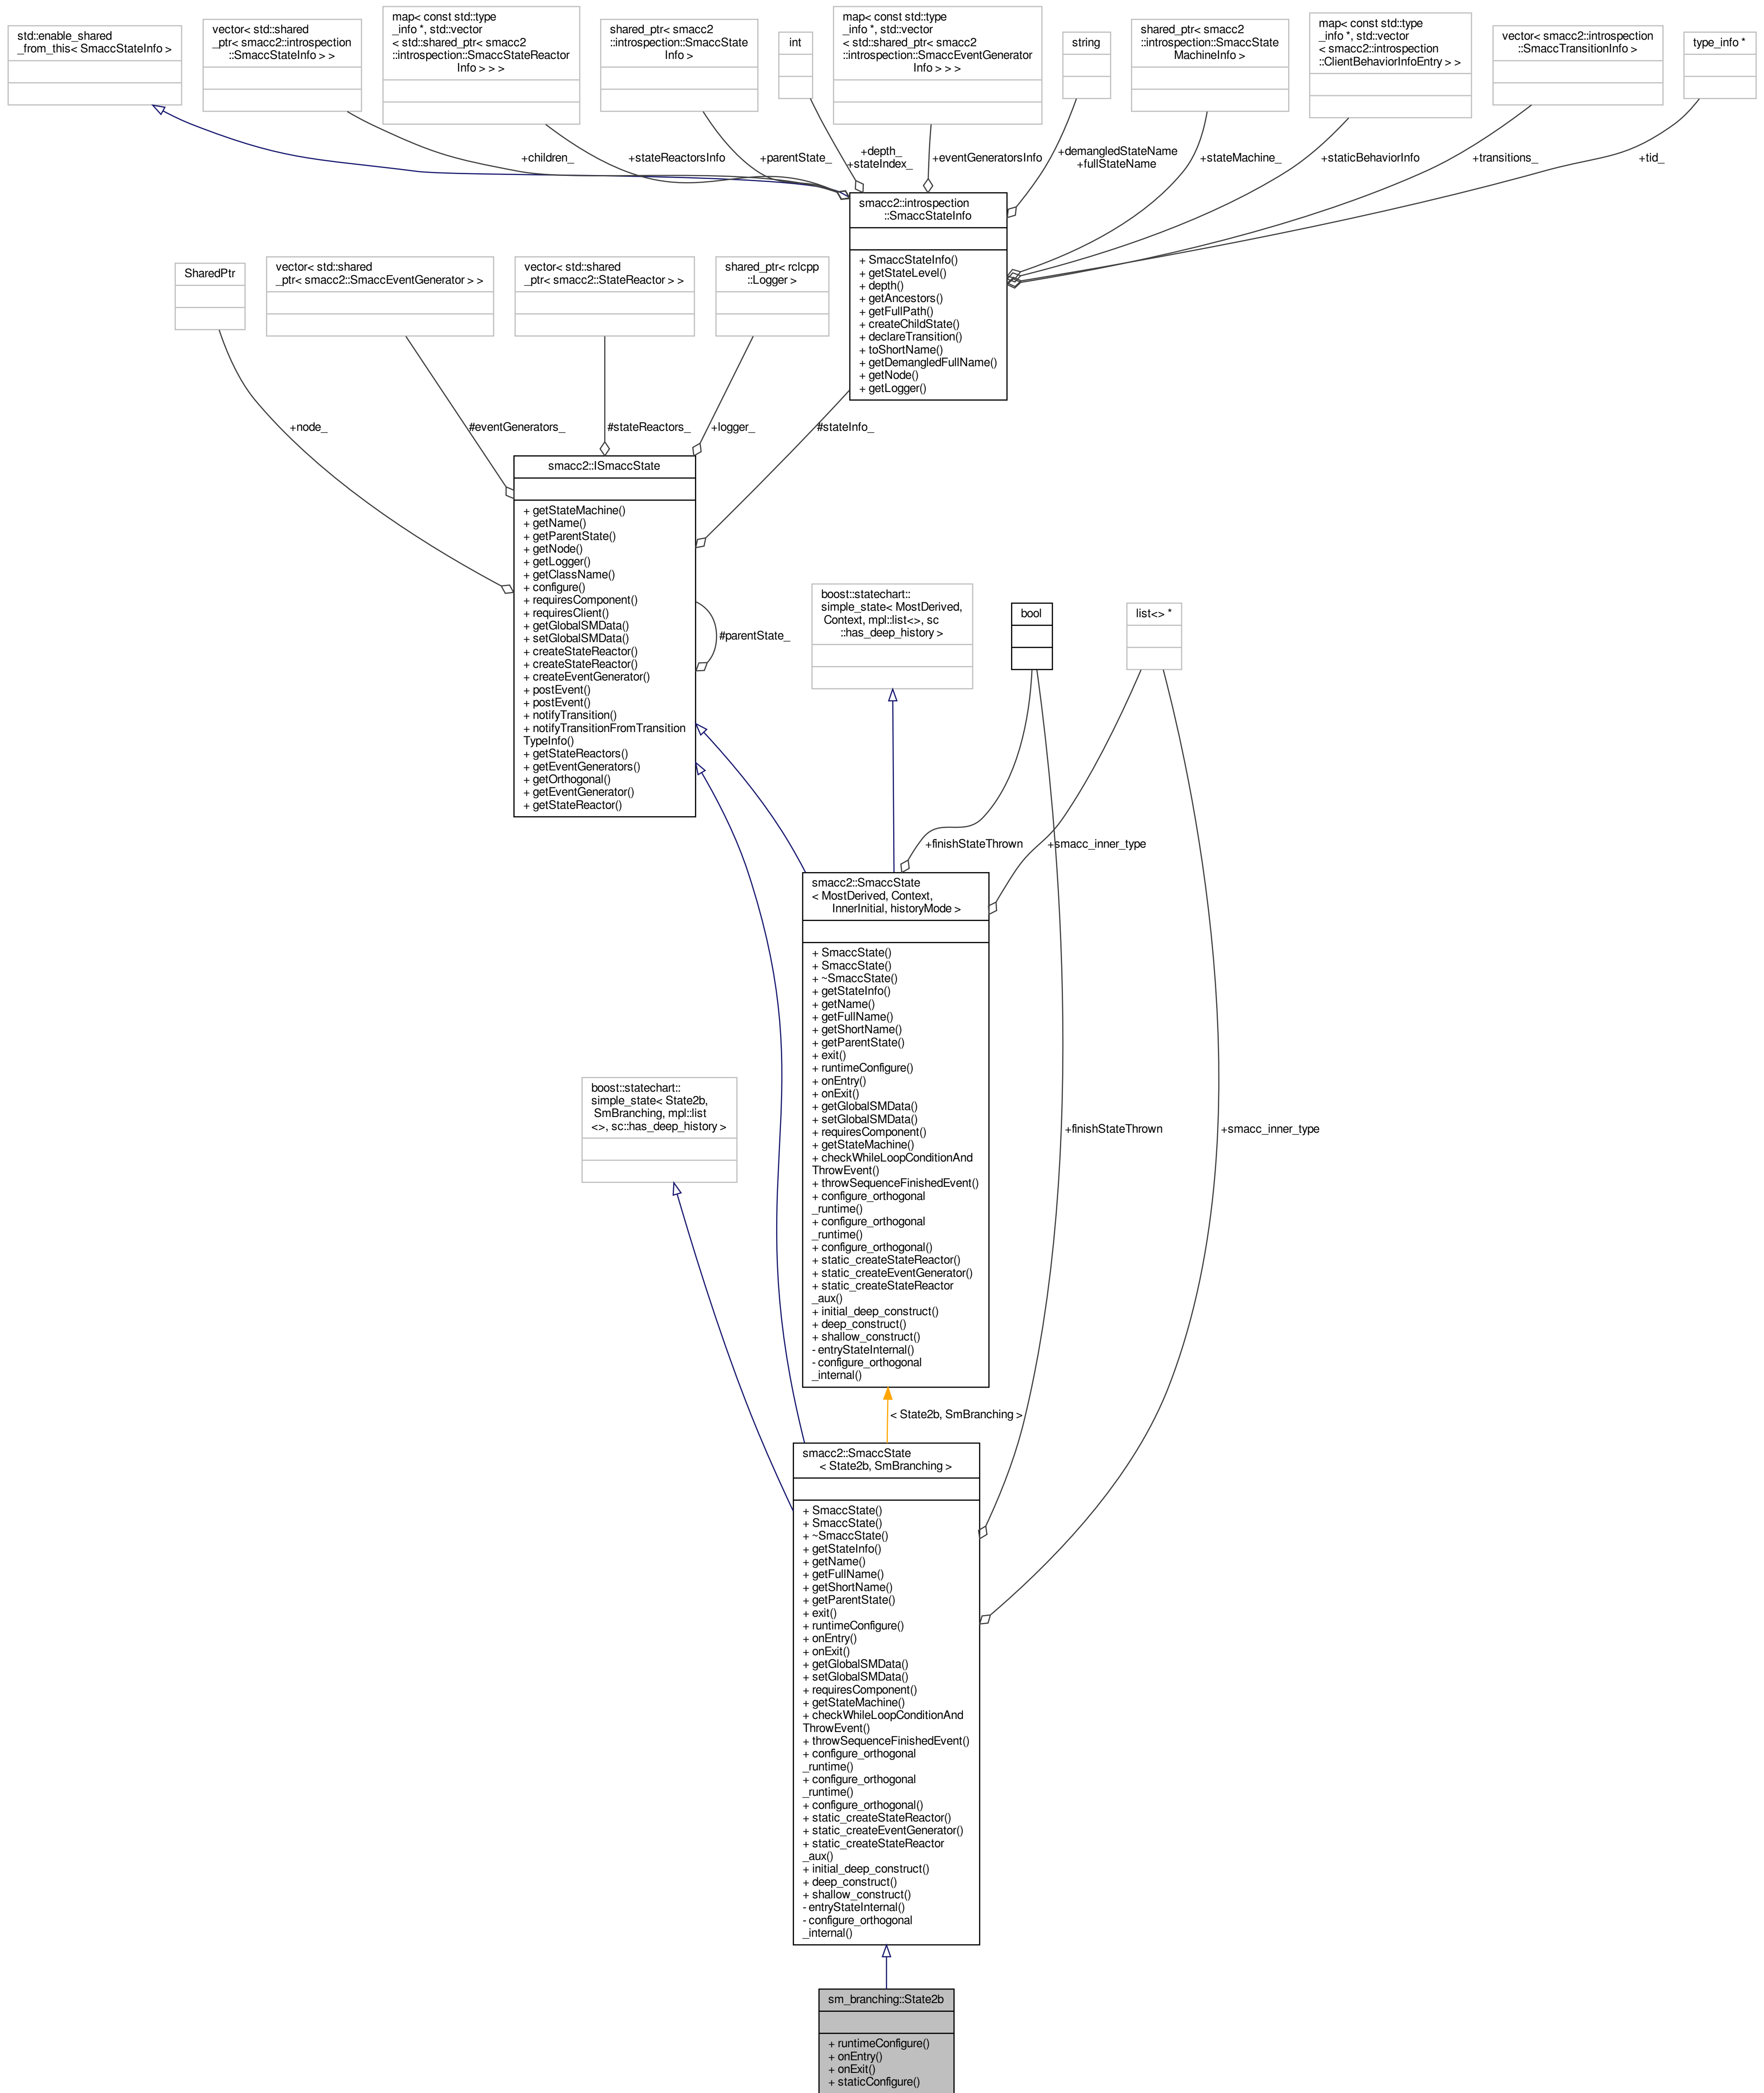 std::enable_shared
_from_this< SmaccStateInfo >
vector< std::shared
_ptr< smacc2::introspection
::SmaccStateInfo > >
map< const std::type
_info *, std::vector
< std::shared_ptr< smacc2
::introspection::SmaccStateReactor
Info > > >
shared_ptr< smacc2
::introspection::SmaccState
Info >
int
map< const std::type
_info *, std::vector
< std::shared_ptr< smacc2
::introspection::SmaccEventGenerator
Info > > >
string
shared_ptr< smacc2
::introspection::SmaccState
MachineInfo >
map< const std::type
_info *, std::vector
< smacc2::introspection
::ClientBehaviorInfoEntry > >
vector< smacc2::introspection
::SmaccTransitionInfo >
type_info *
+children_
+stateReactorsInfo
+parentState_
+depth_
+stateIndex_
+eventGeneratorsInfo
+demangledStateName
+fullStateName
+stateMachine_
+staticBehaviorInfo
+transitions_
+tid_
smacc2::introspection
::SmaccStateInfo
+ SmaccStateInfo()
+ getStateLevel()
+ depth()
+ getAncestors()
+ getFullPath()
+ createChildState()
+ declareTransition()
+ toShortName()
+ getDemangledFullName()
+ getNode()
+ getLogger()
SharedPtr
vector< std::shared
_ptr< smacc2::SmaccEventGenerator > >
vector< std::shared
_ptr< smacc2::StateReactor > >
shared_ptr< rclcpp
::Logger >
+node_
#eventGenerators_
#stateReactors_
+logger_
#stateInfo_
smacc2::ISmaccState
+ getStateMachine()
+ getName()
+ getParentState()
+ getNode()
+ getLogger()
+ getClassName()
+ configure()
+ requiresComponent()
+ requiresClient()
+ getGlobalSMData()
+ setGlobalSMData()
+ createStateReactor()
+ createStateReactor()
+ createEventGenerator()
+ postEvent()
+ postEvent()
+ notifyTransition()
+ notifyTransitionFromTransition
TypeInfo()
+ getStateReactors()
+ getEventGenerators()
+ getOrthogonal()
+ getEventGenerator()
+ getStateReactor()
#parentState_
boost::statechart::
simple_state< MostDerived,
Context, mpl::list<>, sc
::has_deep_history >
bool
list<> *
+finishStateThrown
+smacc_inner_type
smacc2::SmaccState
< MostDerived, Context,
InnerInitial, historyMode >
+ SmaccState()
+ SmaccState()
+ ~SmaccState()
+ getStateInfo()
+ getName()
+ getFullName()
+ getShortName()
+ getParentState()
+ exit()
+ runtimeConfigure()
+ onEntry()
+ onExit()
+ getGlobalSMData()
+ setGlobalSMData()
+ requiresComponent()
+ getStateMachine()
+ checkWhileLoopConditionAnd
ThrowEvent()
+ throwSequenceFinishedEvent()
+ configure_orthogonal
_runtime()
+ configure_orthogonal
_runtime()
+ configure_orthogonal()
+ static_createStateReactor()
+ static_createEventGenerator()
+ static_createStateReactor
_aux()
+ initial_deep_construct()
+ deep_construct()
+ shallow_construct()
- entryStateInternal()
- configure_orthogonal
_internal()
boost::statechart::
simple_state< State2b,
SmBranching, mpl::list
<>, sc::has_deep_history >
+finishStateThrown
+smacc_inner_type
< State2b, SmBranching >
smacc2::SmaccState
< State2b, SmBranching >
+ SmaccState()
+ SmaccState()
+ ~SmaccState()
+ getStateInfo()
+ getName()
+ getFullName()
+ getShortName()
+ getParentState()
+ exit()
+ runtimeConfigure()
+ onEntry()
+ onExit()
+ getGlobalSMData()
+ setGlobalSMData()
+ requiresComponent()
+ getStateMachine()
+ checkWhileLoopConditionAnd
ThrowEvent()
+ throwSequenceFinishedEvent()
+ configure_orthogonal
_runtime()
+ configure_orthogonal
_runtime()
+ configure_orthogonal()
+ static_createStateReactor()
+ static_createEventGenerator()
+ static_createStateReactor
_aux()
+ initial_deep_construct()
+ deep_construct()
+ shallow_construct()
- entryStateInternal()
- configure_orthogonal
_internal()
sm_branching::State2b
+ runtimeConfigure()
+ onEntry()
+ onExit()
+ staticConfigure()